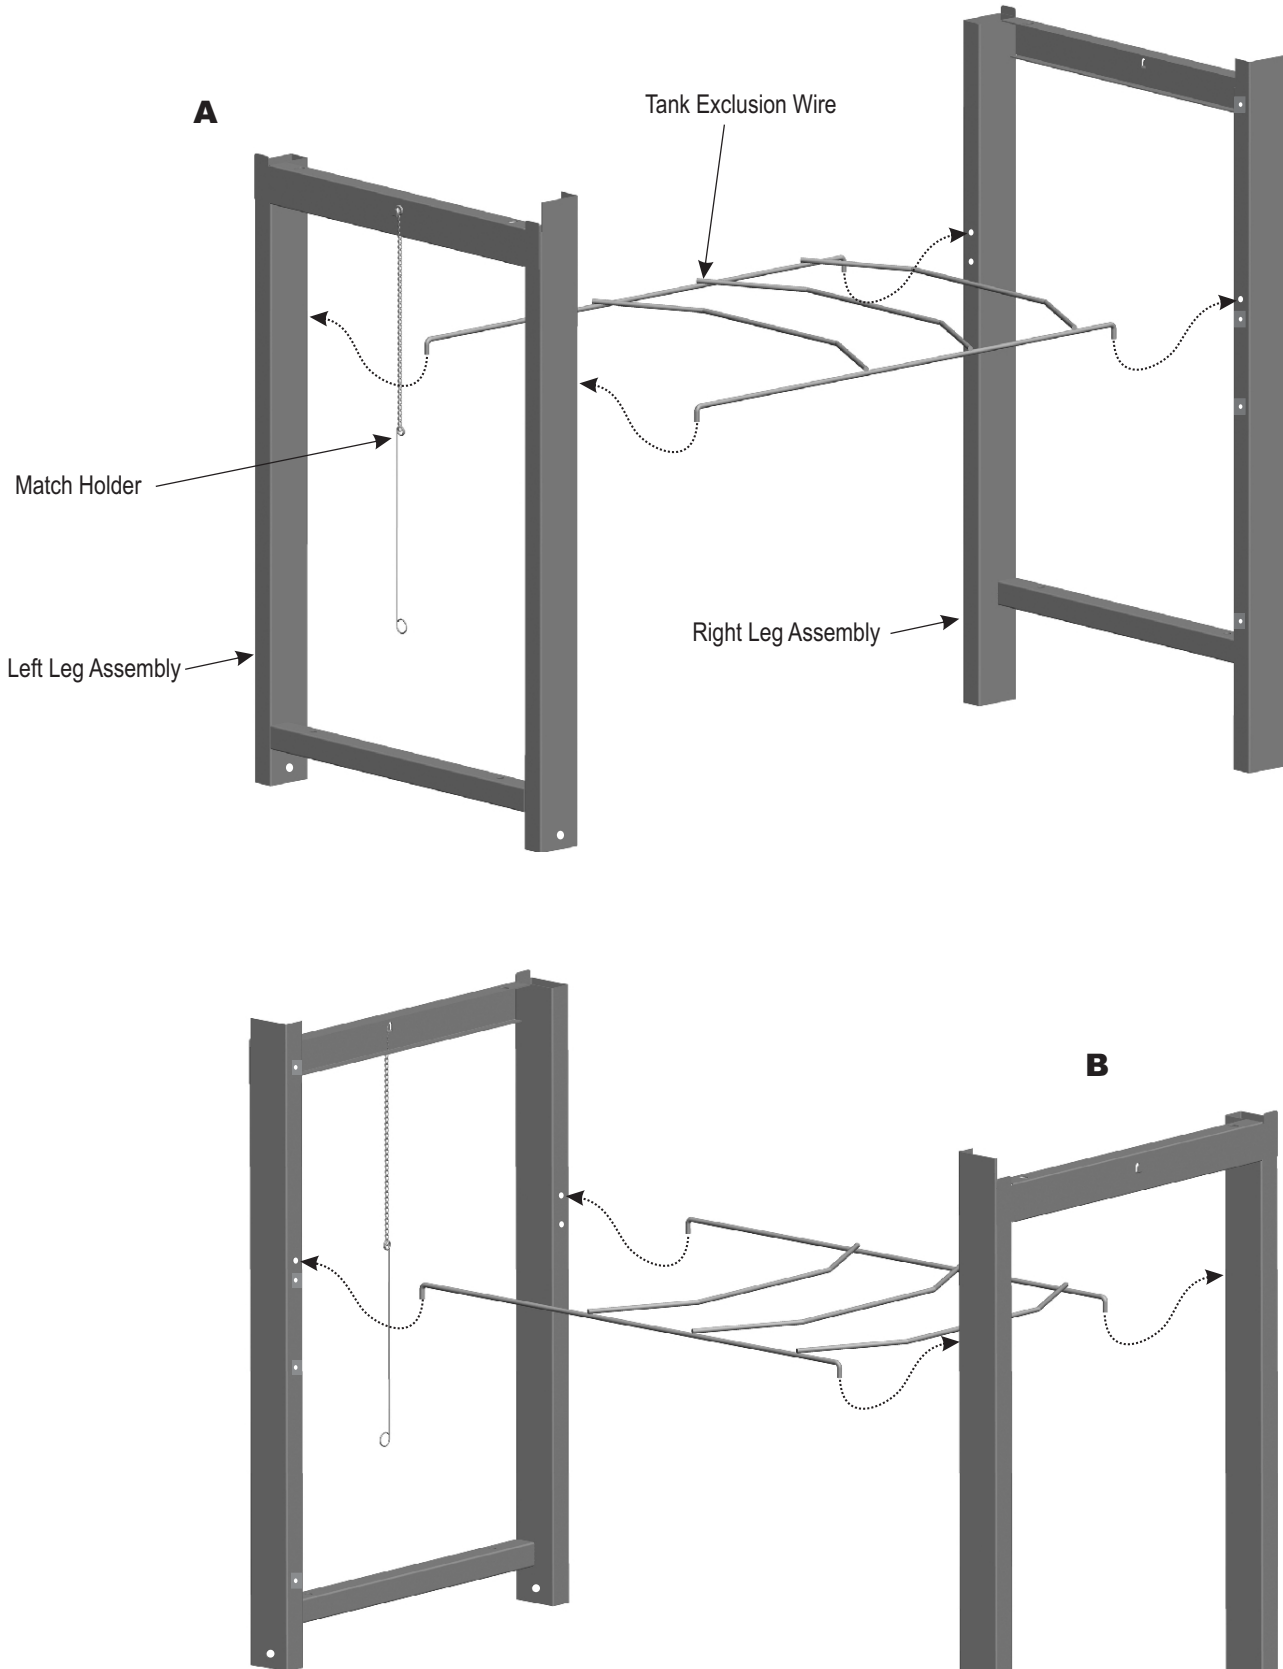 A
Tank Exclusion Wire
Match Holder
Right Leg Assembly
Left Leg Assembly
B